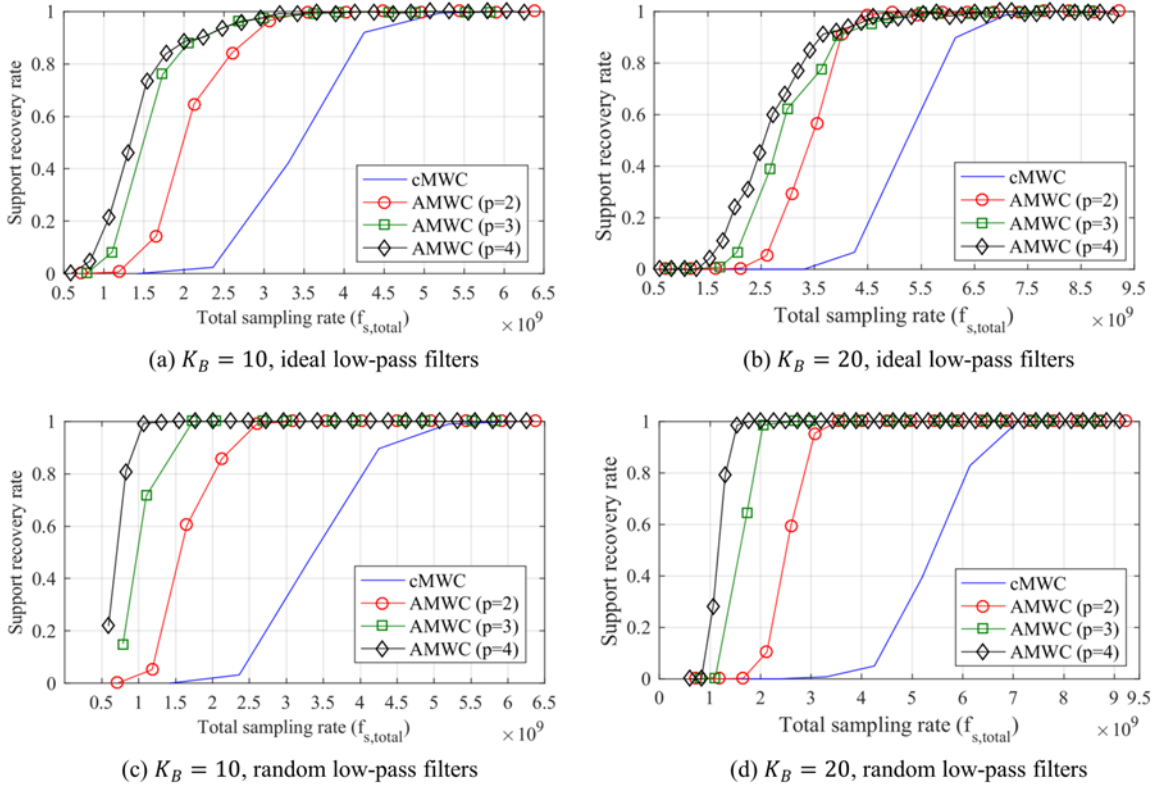 Support recovery rate
1
0.8
0.6
0.4
0.2
0
cMWC
AMWC (p=2)
AMWC (p=3)
AMWC (p=4)
0.5 1 1.5 2 2.5 3 3.5 4 4.5 5 5.5 6 6.5
Total sampling rate (f_s,total)
× 10^9
(a) K_B = 10, ideal low-pass filters
Support recovery rate
1
0.8
0.6
0.4
0.2
0
cMWC
AMWC (p=2)
AMWC (p=3)
AMWC (p=4)
0.5 1.5 2.5 3.5 4.5 5.5 6.5 7.5 8.5 9.5
Total sampling rate (f_s,total)
× 10^9
(b) K_B = 20, ideal low-pass filters
Support recovery rate
1
0.8
0.6
0.4
0.2
0
cMWC
AMWC (p=2)
AMWC (p=3)
AMWC (p=4)
0.5 1 1.5 2 2.5 3 3.5 4 4.5 5 5.5 6 6.5
Total sampling rate (f_s,total)
× 10^9
(c) K_B = 10, random low-pass filters
Support recovery rate
1
0.8
0.6
0.4
0.2
0
cMWC
AMWC (p=2)
AMWC (p=3)
AMWC (p=4)
0 1 2 3 4 5 6 7 8 9 9.5
Total sampling rate (f_s,total)
× 10^9
(d) K_B = 20, random low-pass filters